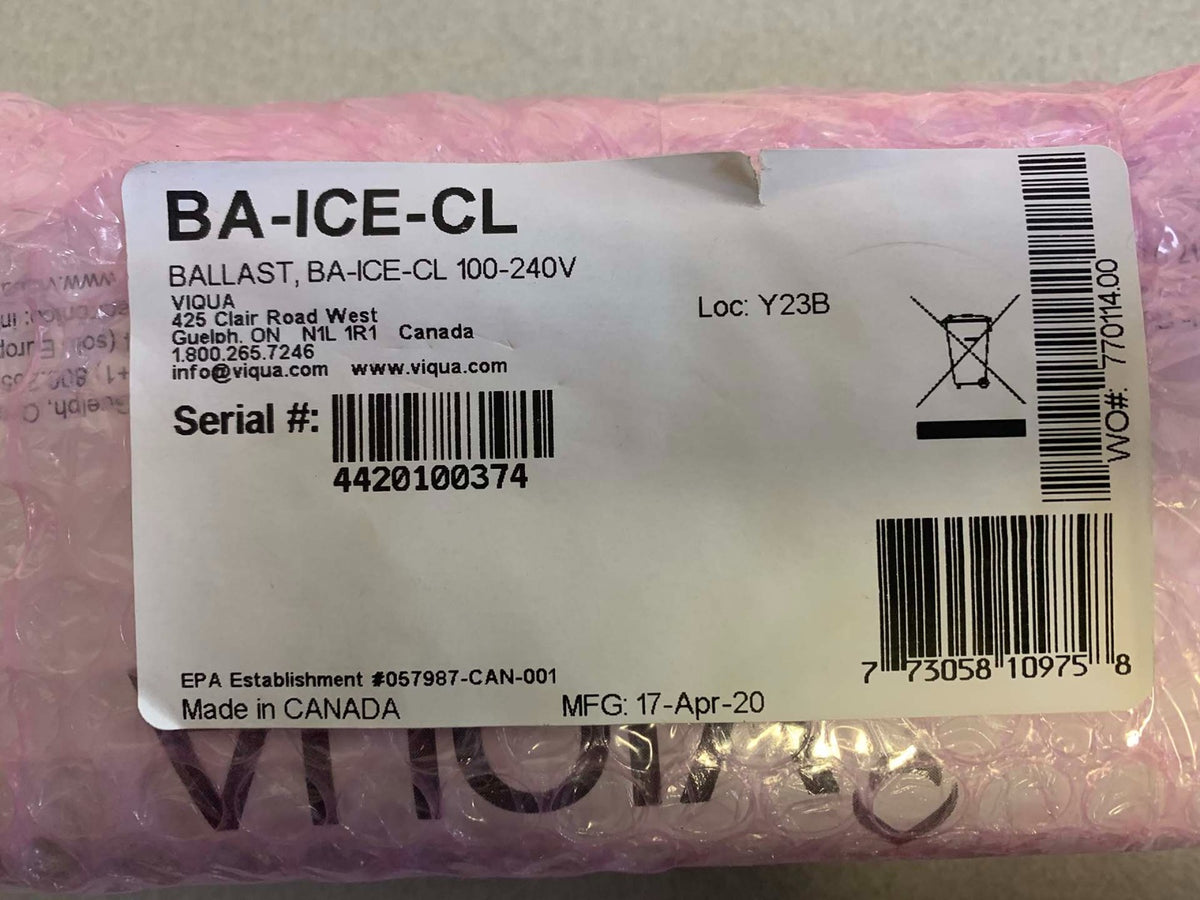 BA-ICE-CL
BALLAST, BA-ICE-CL 100-240V
VIQUA
425 Clair Road West
Guelph. ON N1L 1R1 Canada
1.800.265.7246
info@viqua.com www.viqua.com
Loc: Y23B
Serial #:
4420100374
WO#: 770114.00
7 73058 10975 8
EPA Establishment #057987-CAN-001
Made in CANADA MFG: 17-Apr-20
VIQUA